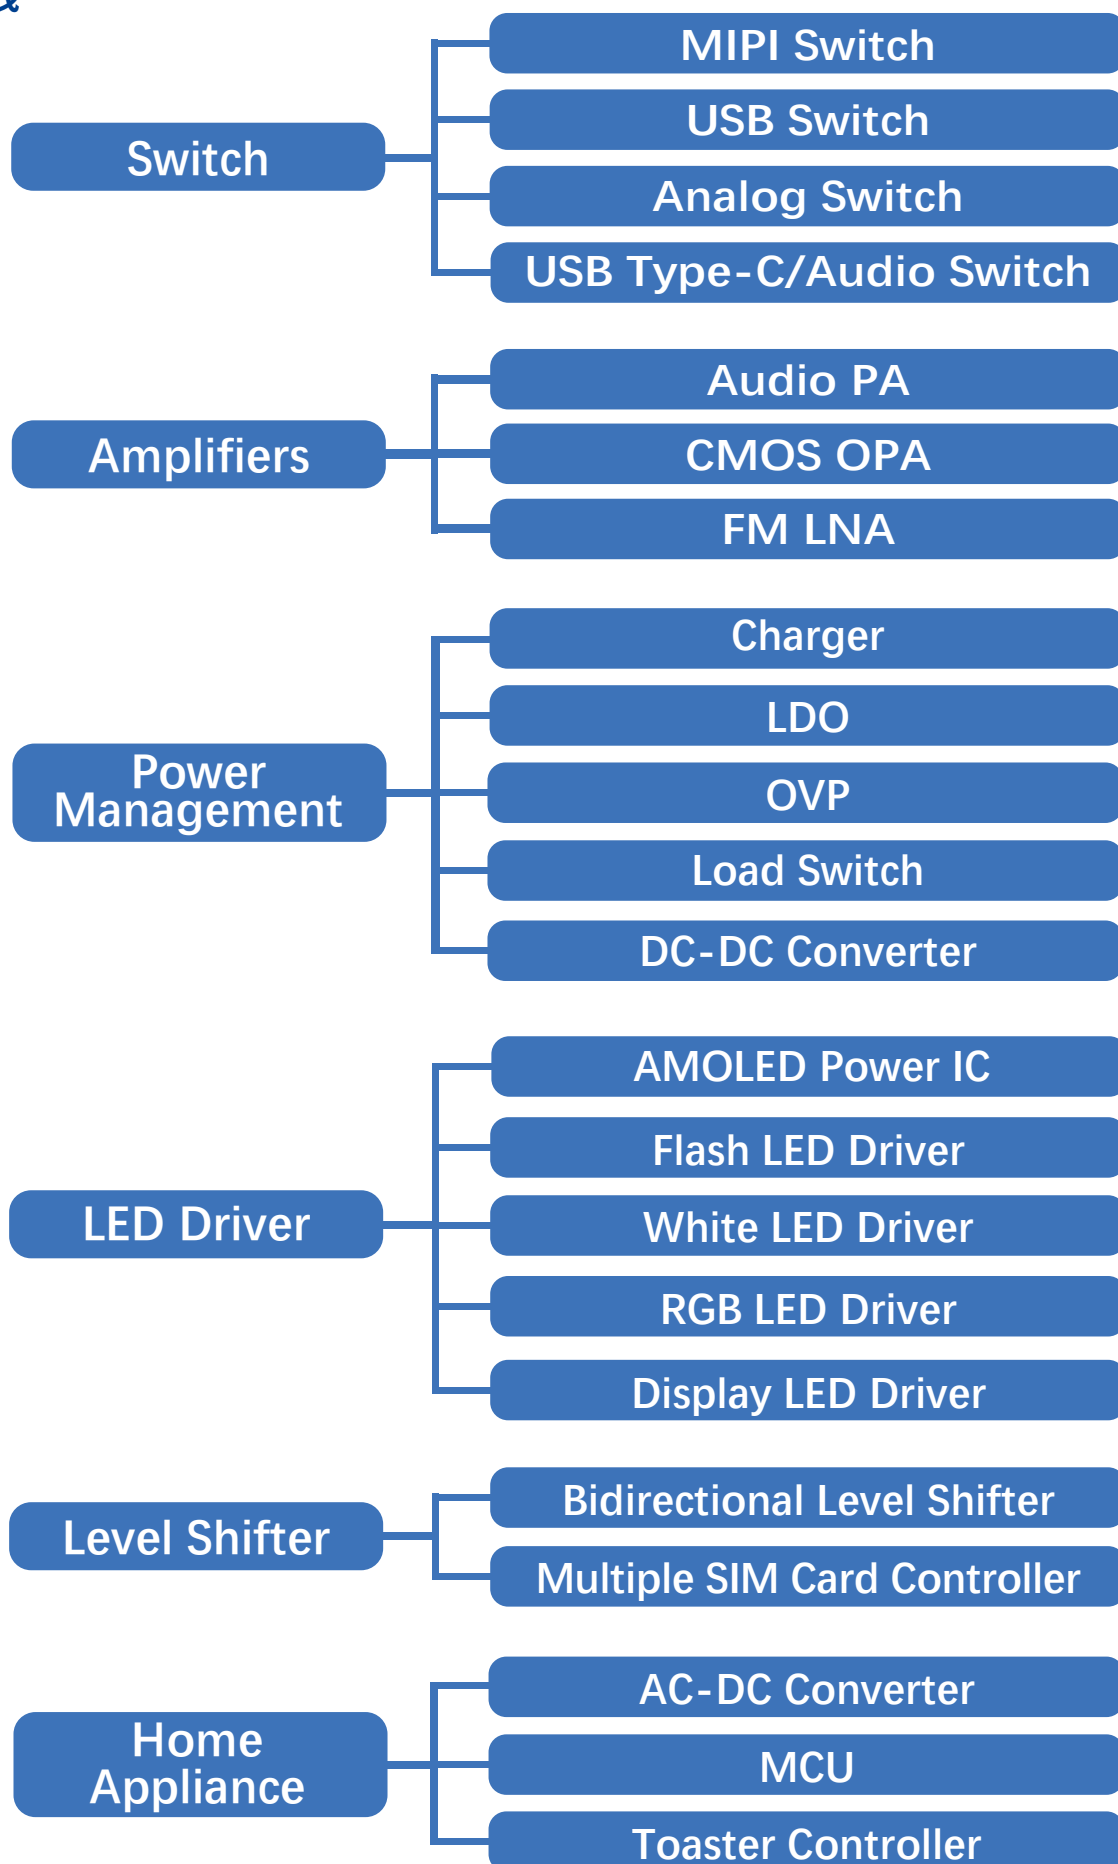 MIPI Switch
USB Switch
Switch
Analog Switch
USB Type-C/Audio Switch
Audio PA
Amplifiers
CMOS OPA
FM LNA
Charger
LDO
Power
Management
OVP
Load Switch
DC-DC Converter
AMOLED Power IC
Flash LED Driver
LED Driver
White LED Driver
RGB LED Driver
Display LED Driver
Bidirectional Level Shifter
Level Shifter
Multiple SIM Card Controller
AC-DC Converter
Home
Appliance
MCU
Toaster Controller